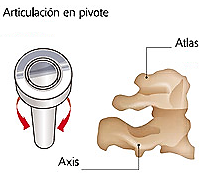 Articulación en pivote
Atlas
Axis